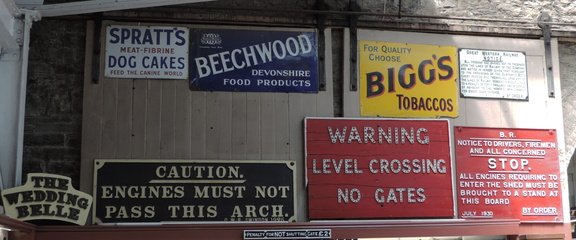 SPRATT'S
MEAT-FIBRINE
DOG CAKES
FEED THE CANINE WORLD
BEECHWOOD
DEVONSHIRE
FOOD PRODUCTS
FOR QUALITY
CHOOSE
BIGG'S
TOBACCOS
GREAT WESTERN RAILWAY
NOTICE
BY ORDER
THE
WEDDING
BELLE
CAUTION.
ENGINES MUST NOT
PASS THIS ARCH.
WARNING
LEVEL CROSSING
NO GATES
B.R.
NOTICE TO DRIVERS, FIREMEN
AND ALL CONCERNED
STOP.
ALL ENGINES REQUIRING TO
ENTER THE SHED MUST BE
BROUGHT TO A STAND AT
THIS BOARD
JULY 1930 BY ORDER
PENALTY FOR NOT SHUTTING GATE £2